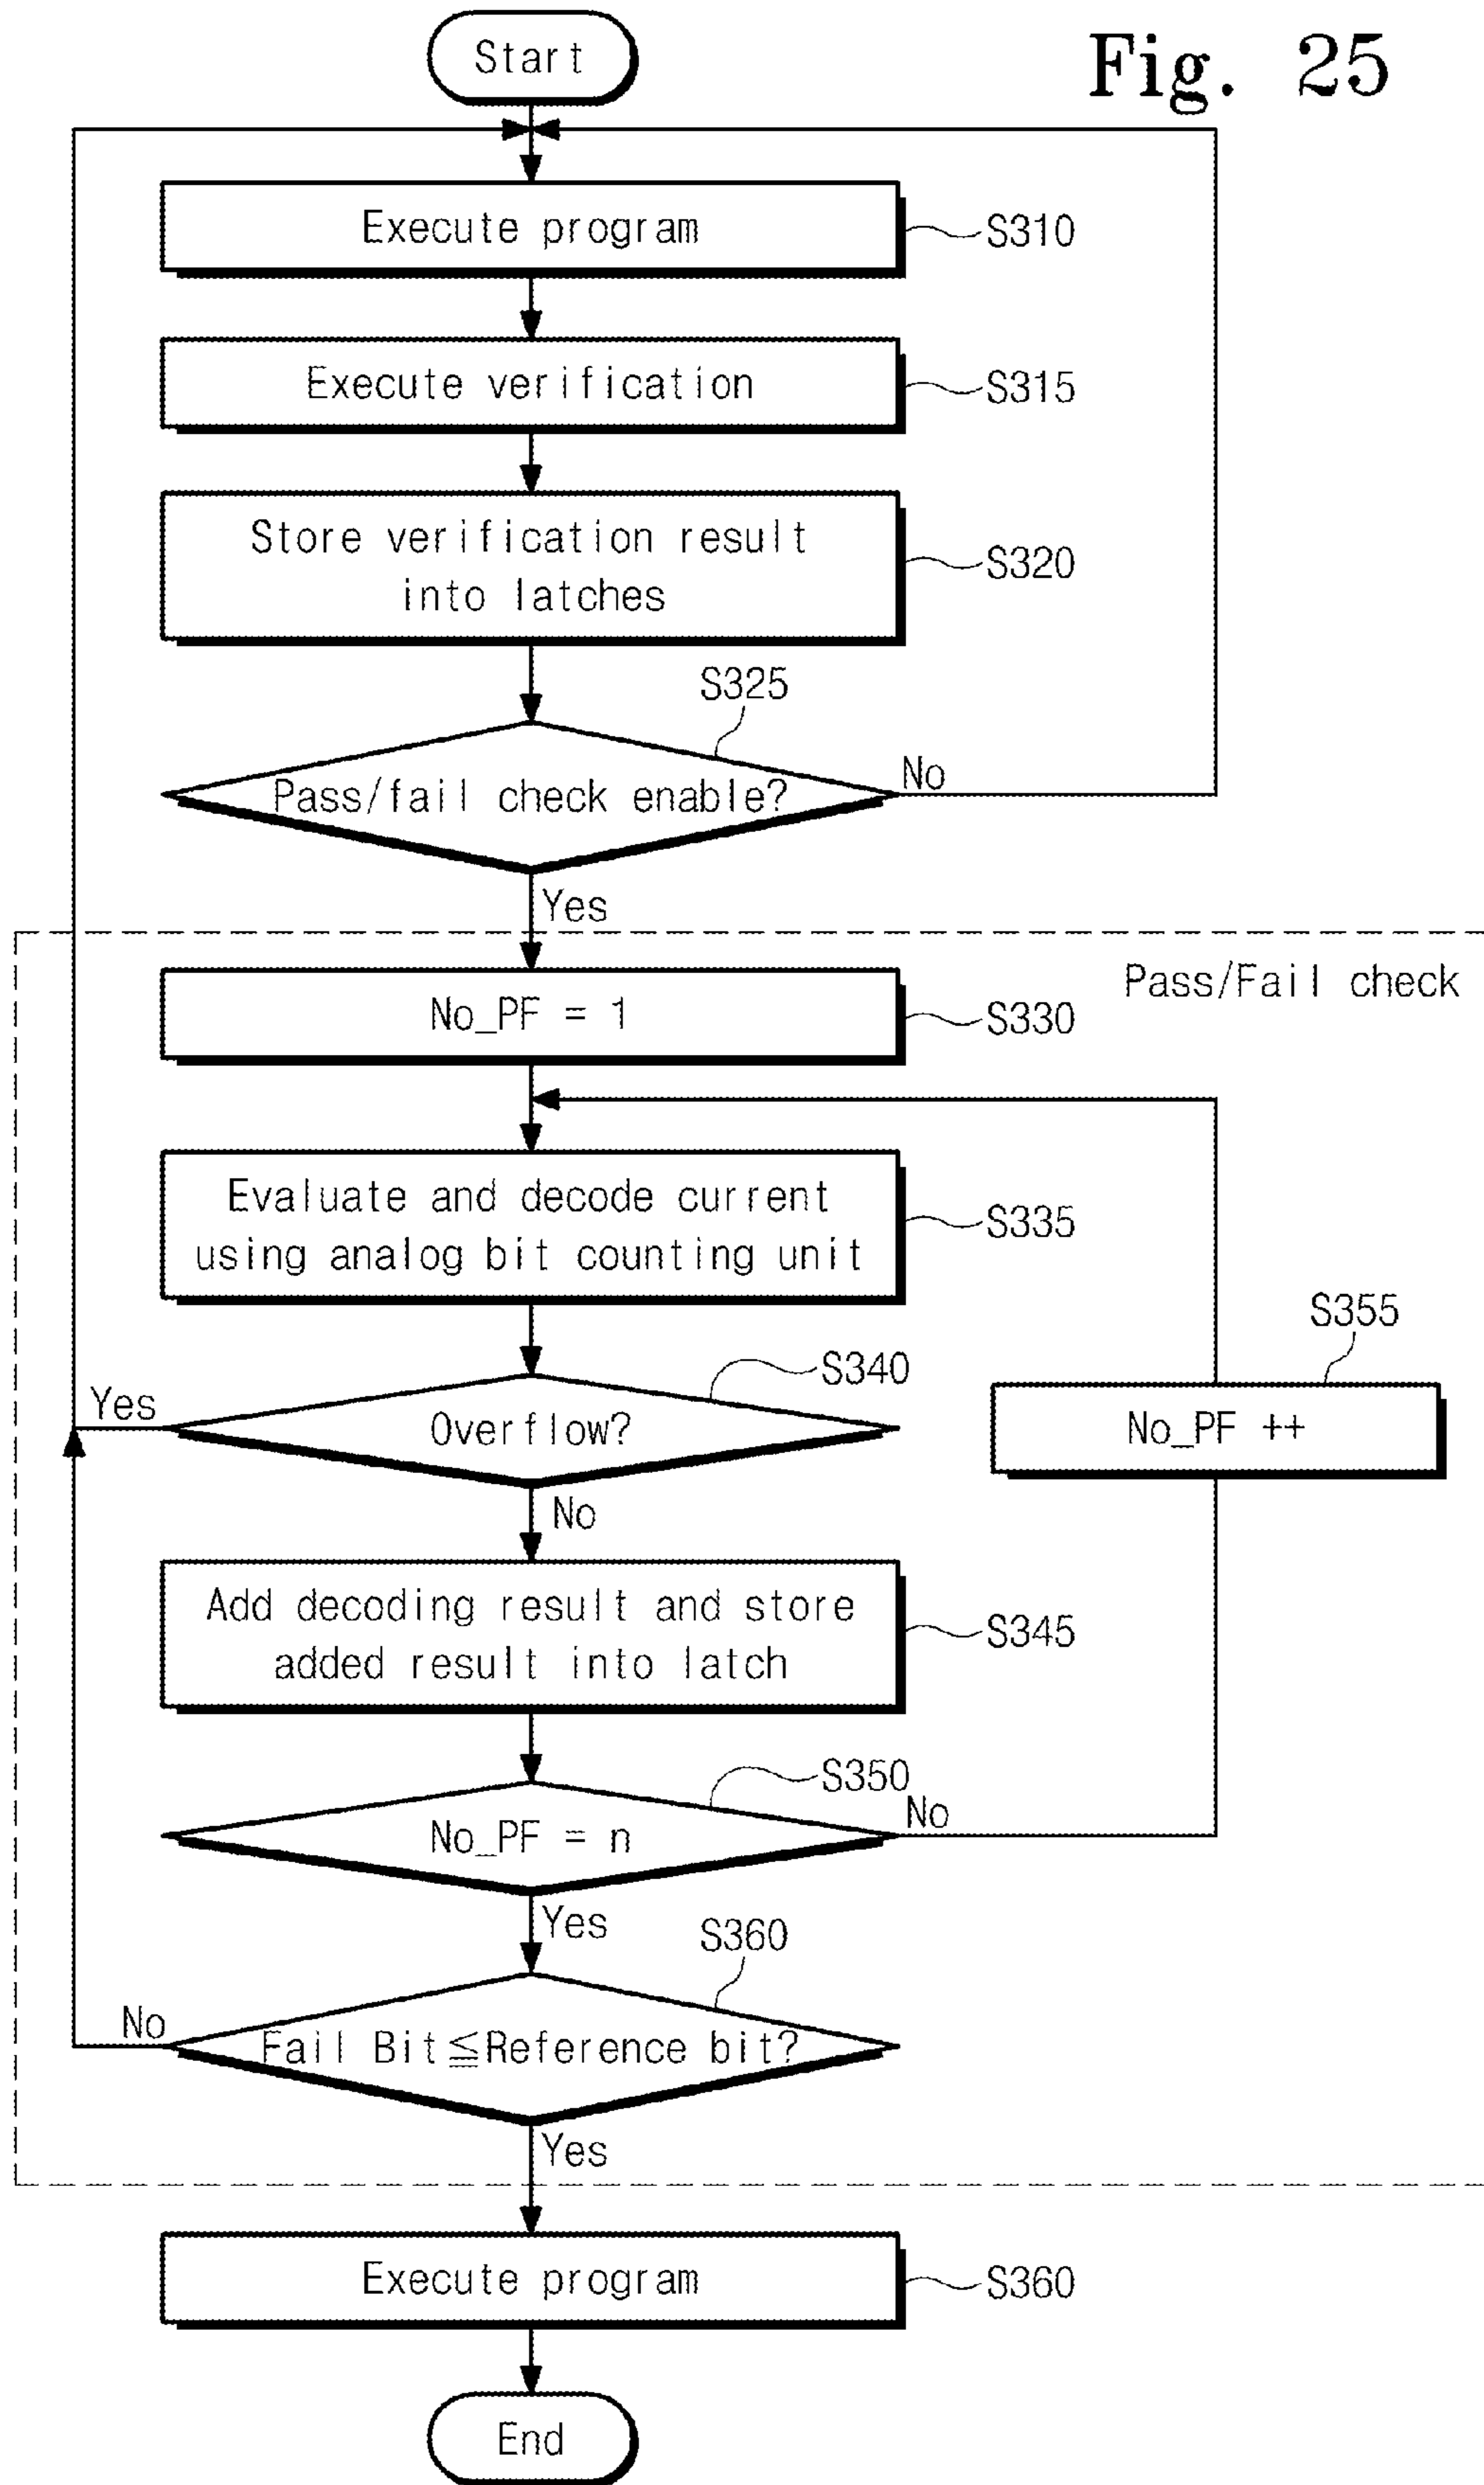 Fig. 25
Start
Execute program
S310
Execute verification
S315
Store verification result
into latches
S320
S325
Pass/fail check enable?
No
Yes
Pass/Fail check
No_PF = 1
S330
Evaluate and decode current
using analog bit counting unit
S335
S355
No_PF ++
S340
Yes
Overflow?
No
Add decoding result and store
added result into latch
S345
S350
No_PF = n
No
Yes
S360
No
Fail Bit≦Reference bit?
Yes
Execute program
S360
End